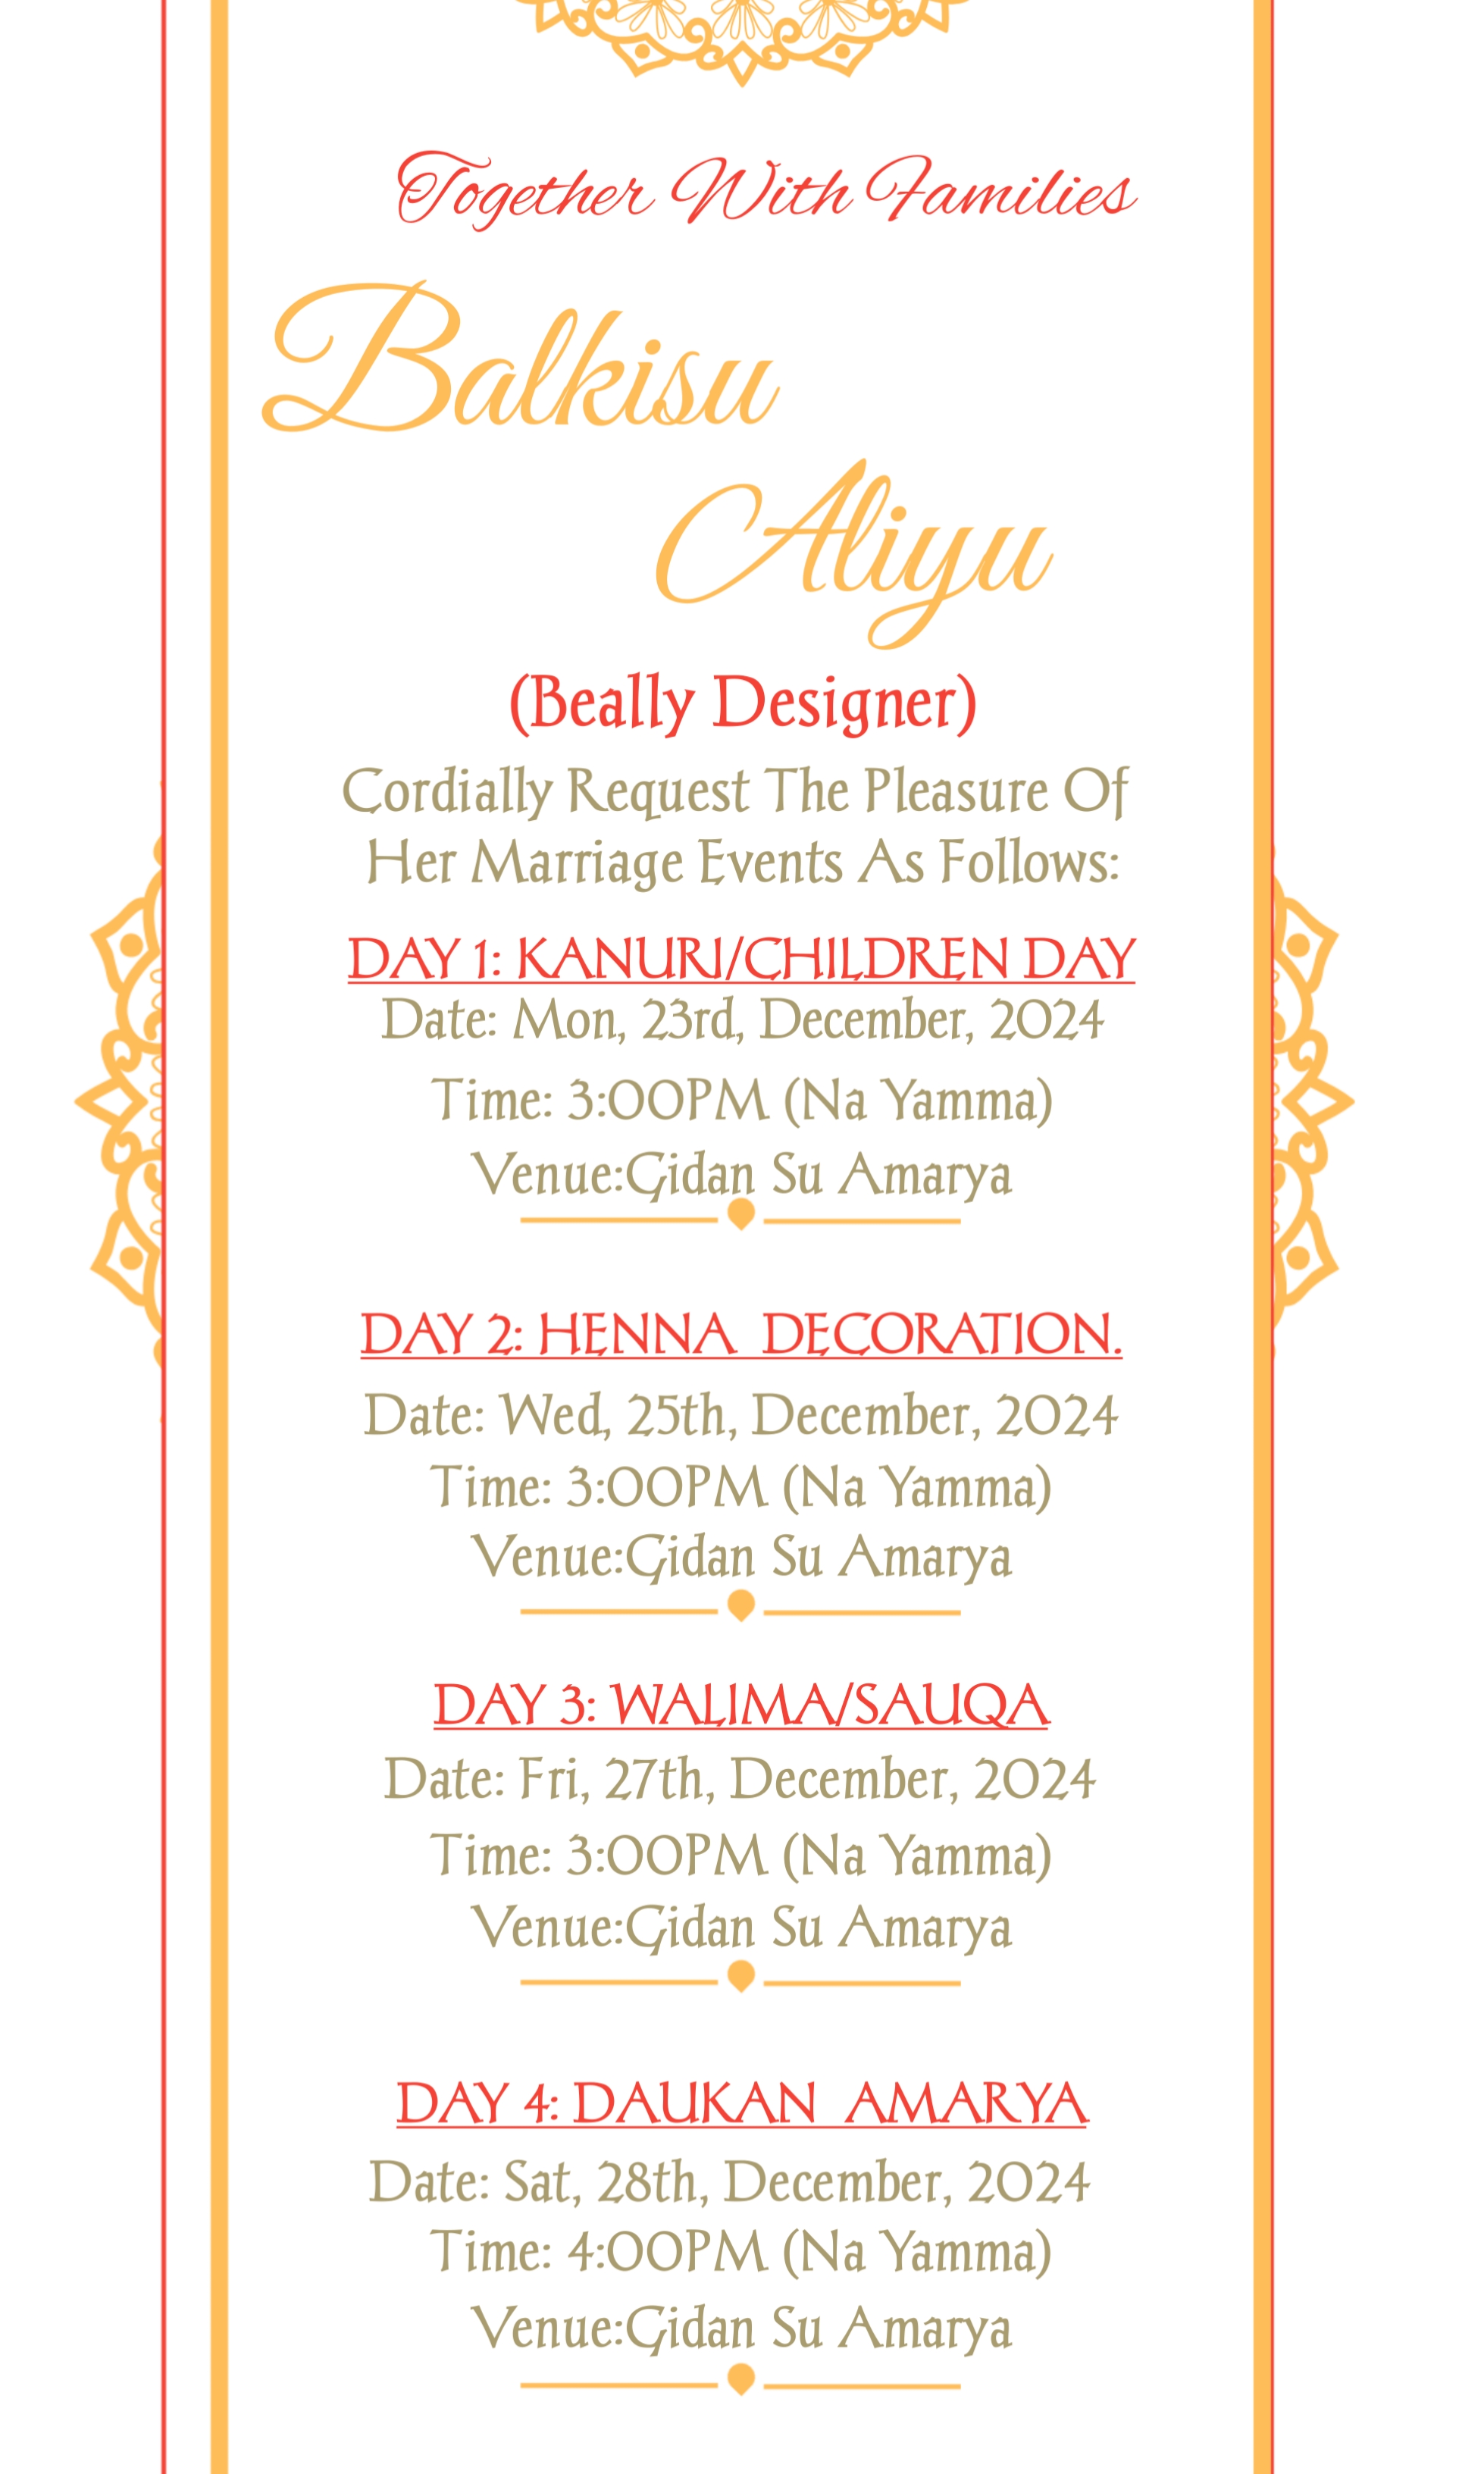 Together With Families
Balkisu
Aliyu
(Beally Designer)
Cordially Request The Pleasure Of
Her Marriage Events As Follows:
DAY 1: KANURI/CHILDREN DAY
Date: Mon, 23rd, December, 2024
Time: 3:00PM (Na Yamma)
Venue:Gidan Su Amarya
DAY 2: HENNA DECORATION.
Date: Wed, 25th, December, 2024
Time: 3:00PM (Na Yamma)
Venue:Gidan Su Amarya
DAY 3: WALIMA/SAUQA
Date: Fri, 27th, December, 2024
Time: 3:00PM (Na Yamma)
Venue:Gidan Su Amarya
DAY 4: DAUKAN AMARYA
Date: Sat, 28th, December, 2024
Time: 4:00PM (Na Yamma)
Venue:Gidan Su Amarya